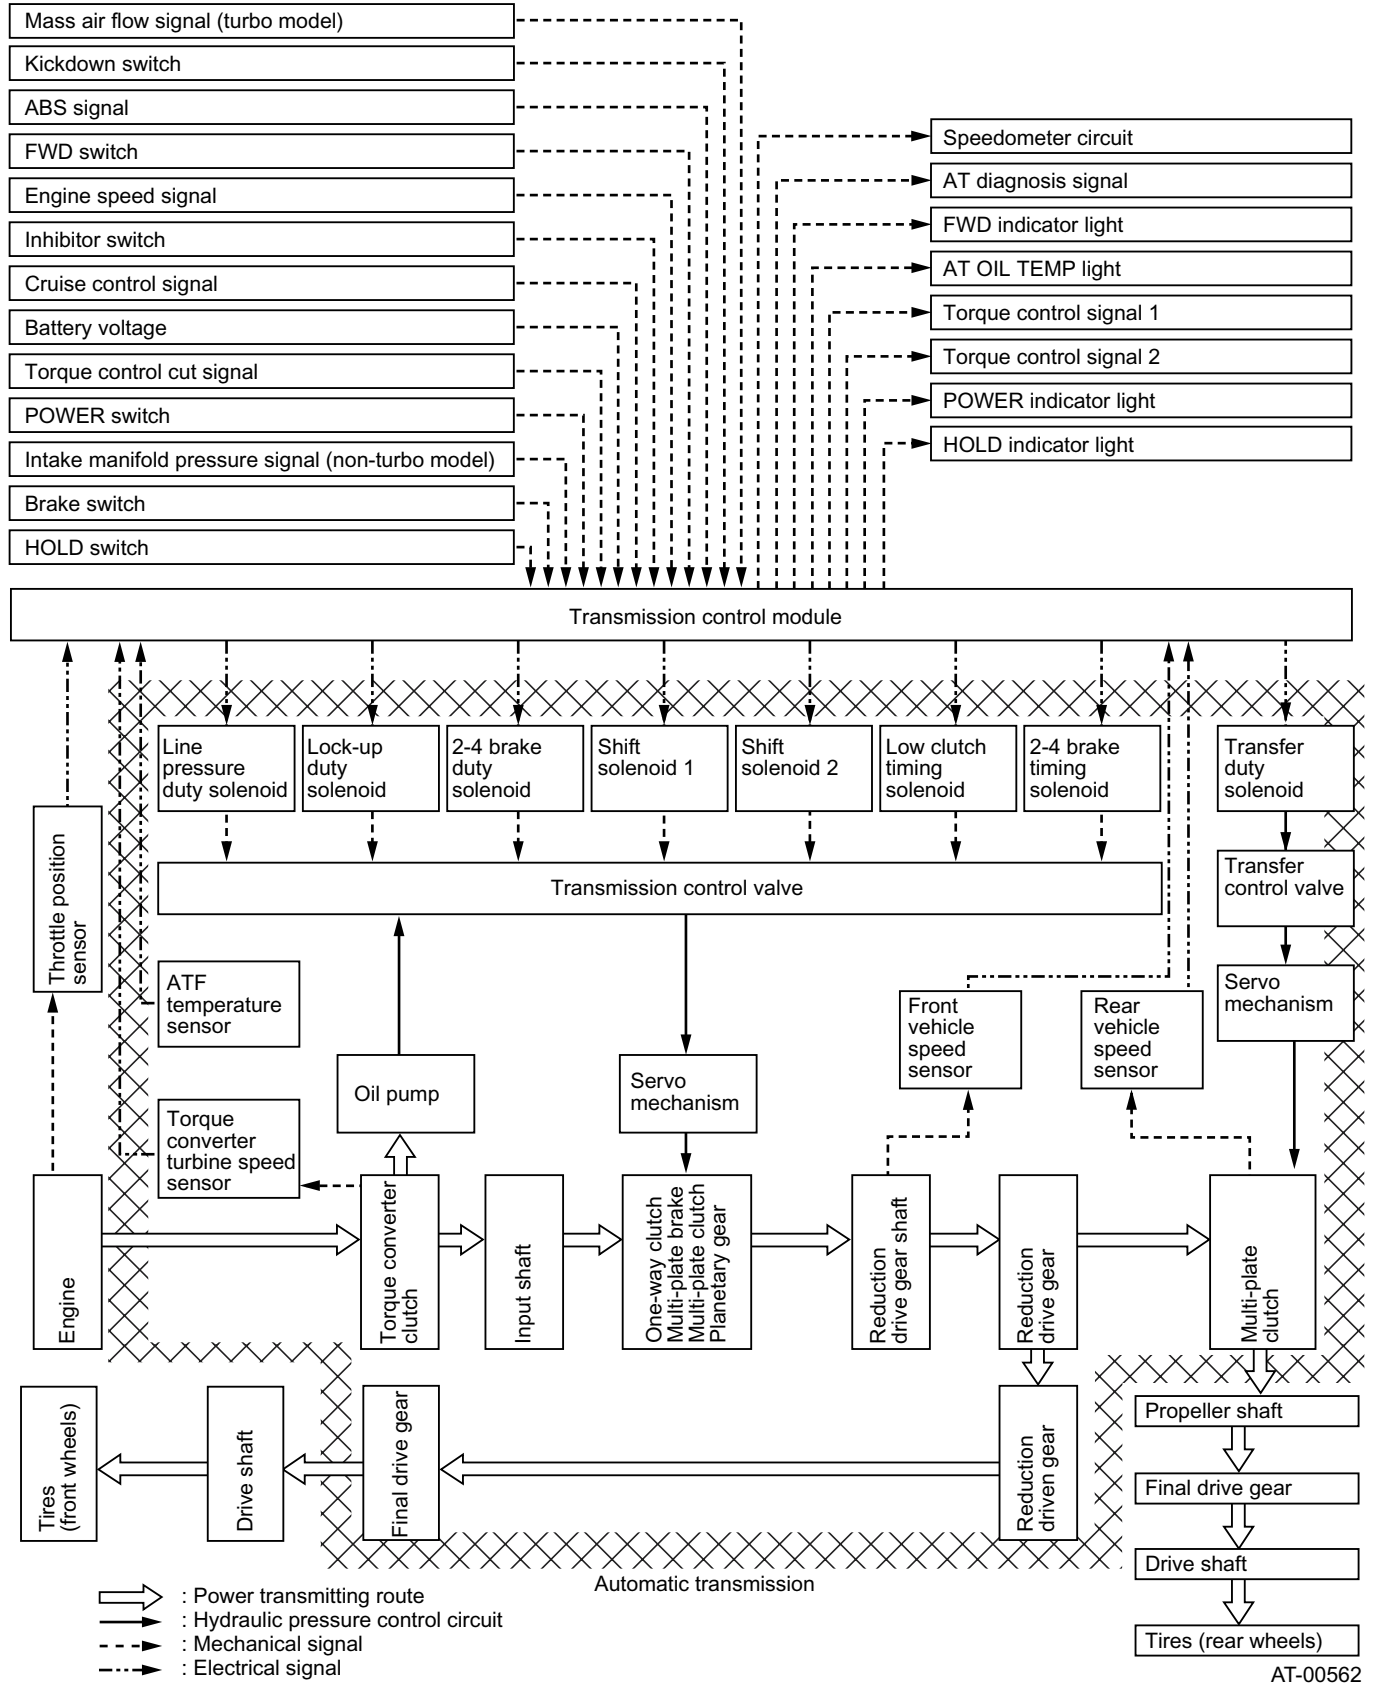 Mass air flow signal (turbo model)
Kickdown switch
ABS signal
FWD switch
Engine speed signal
Inhibitor switch
Cruise control signal
Battery voltage
Torque control cut signal
POWER switch
Intake manifold pressure signal (non-turbo model)
Brake switch
HOLD switch
Speedometer circuit
AT diagnosis signal
FWD indicator light
AT OIL TEMP light
Torque control signal 1
Torque control signal 2
POWER indicator light
HOLD indicator light
Transmission control module
Line
pressure
duty solenoid
Lock-up
duty
solenoid
2-4 brake
duty
solenoid
Shift
solenoid 1
Shift
solenoid 2
Low clutch
timing
solenoid
2-4 brake
timing
solenoid
Transfer
duty
solenoid
Transmission control valve
Transfer
control valve
Throttle position
sensor
ATF
temperature
sensor
Servo
mechanism
Front
vehicle
speed
sensor
Rear
vehicle
speed
sensor
Oil pump
Servo
mechanism
Torque
converter
turbine speed
sensor
Engine
Torque converter
clutch
Input shaft
One-way clutch
Multi-plate brake
Multi-plate clutch
Planetary gear
Reduction
drive gear shaft
Reduction
drive gear
Multi-plate
clutch
Tires
(front wheels)
Drive shaft
Final drive gear
Reduction
driven gear
Propeller shaft
Final drive gear
Drive shaft
Tires (rear wheels)
Automatic transmission
: Power transmitting route
: Hydraulic pressure control circuit
: Mechanical signal
: Electrical signal
AT-00562